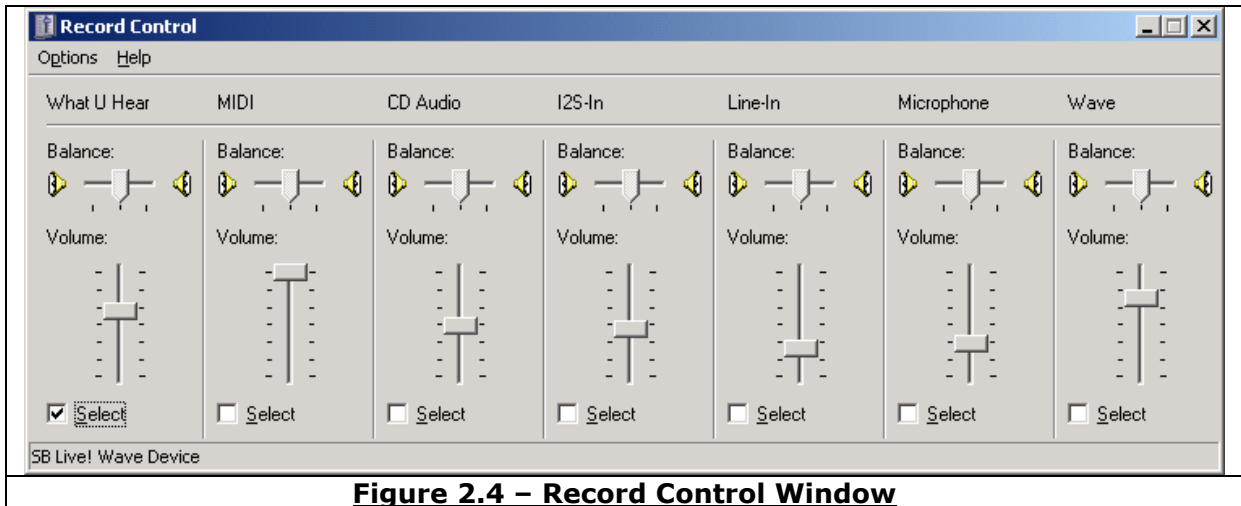 Record Control
Options Help
What U Hear MIDI CD Audio I2S-In Line-In Microphone Wave
Balance: Balance: Balance: Balance: Balance: Balance: Balance:
Volume: Volume: Volume: Volume: Volume: Volume: Volume:
Select Select Select Select Select Select Select
SB Live! Wave Device
Figure 2.4 – Record Control Window